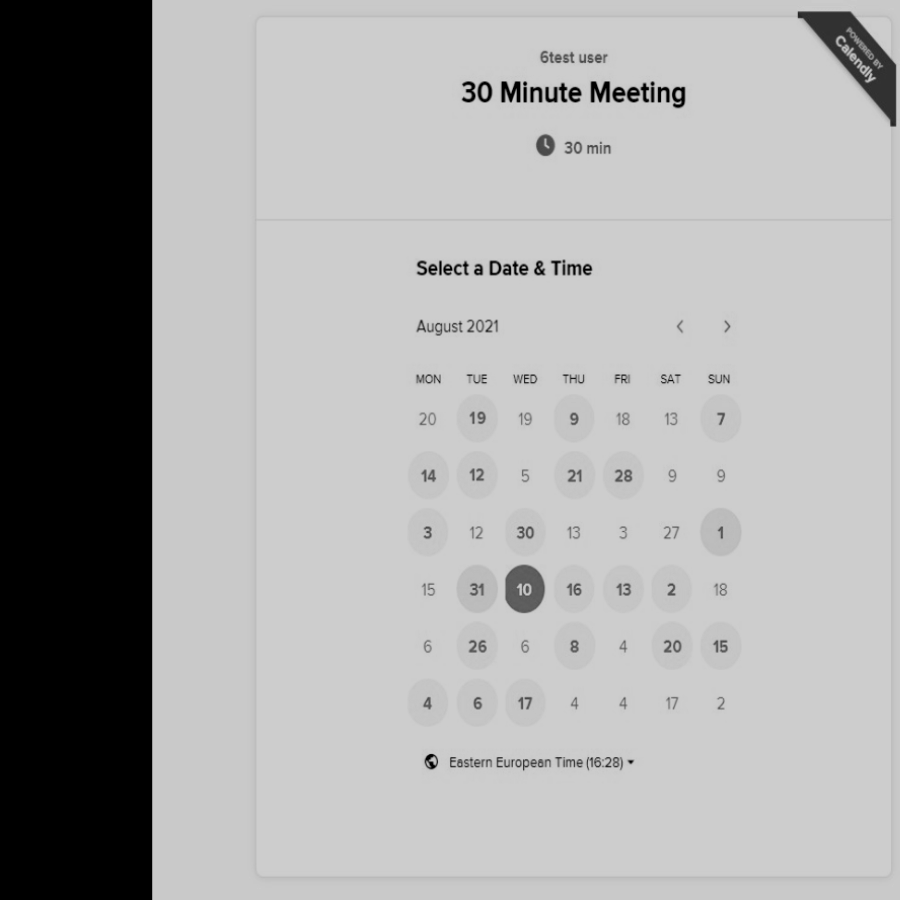 POWERED BY
Calendly
6test user
30 Minute Meeting
30 min
Select a Date & Time
August 2021
MON TUE WED THU FRI SAT SUN
20 19 19 9 18 13 7
14 12 5 21 28 9 9
3 12 30 13 3 27 1
15 31 10 16 13 2 18
6 26 6 8 4 20 15
4 6 17 4 4 17 2
Eastern European Time (16:28)